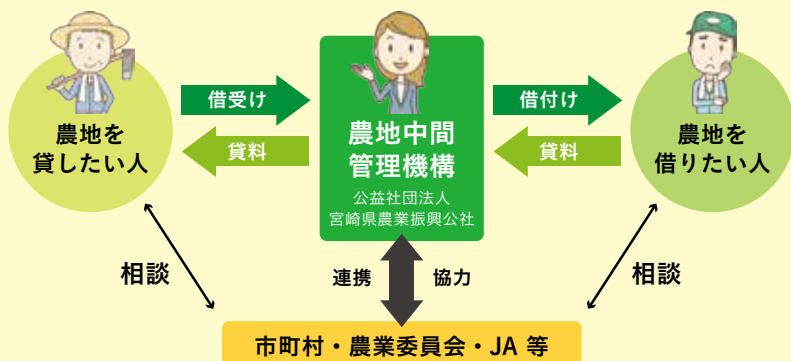 農地を
貸したい人
借受け
貸料
農地中間
管理機構
公益社団法人
宮崎県農業振興公社
借付け
貸料
農地を
借りたい人
相談
連携
協力
相談
市町村・農業委員会・JA 等